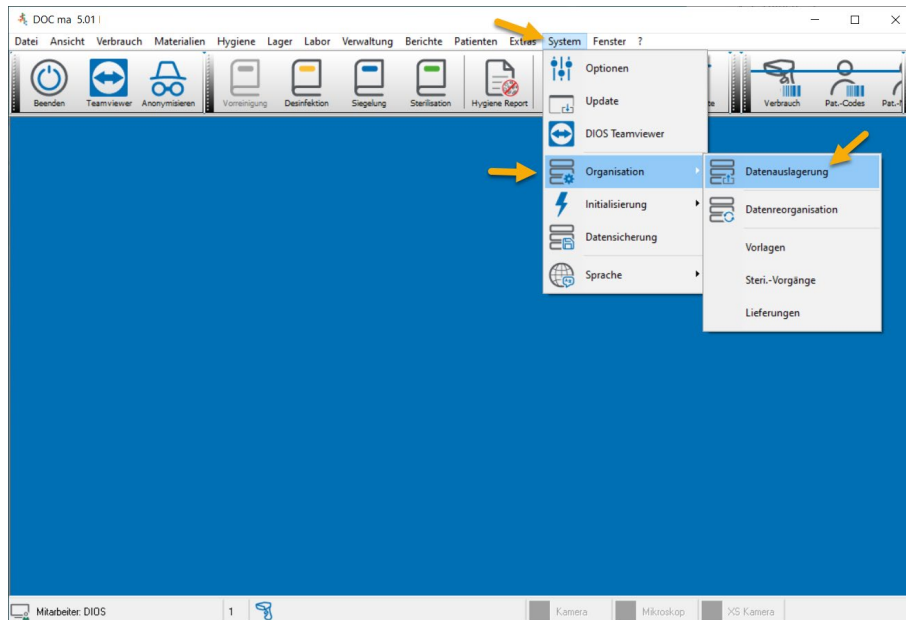 DOC ma 5.01
Datei Ansicht Verbrauch Materialien Hygiene Lager Labor Verwaltung Berichte Patienten Extras System Fenster ?
Beenden Teamviewer Anonymisieren Vorreinigung Desinfektion Siegelung Sterilisation Hygiene Report Verbrauch Pat.-Codes
Optionen
Update
DIOS Teamviewer
Organisation
Initialisierung
Datensicherung
Sprache
Datenauslagerung
Datenreorganisation
Vorlagen
Steri.-Vorgänge
Lieferungen
Mitarbeiter: DIOS 1 Kamera Mikroskop XS Kamera